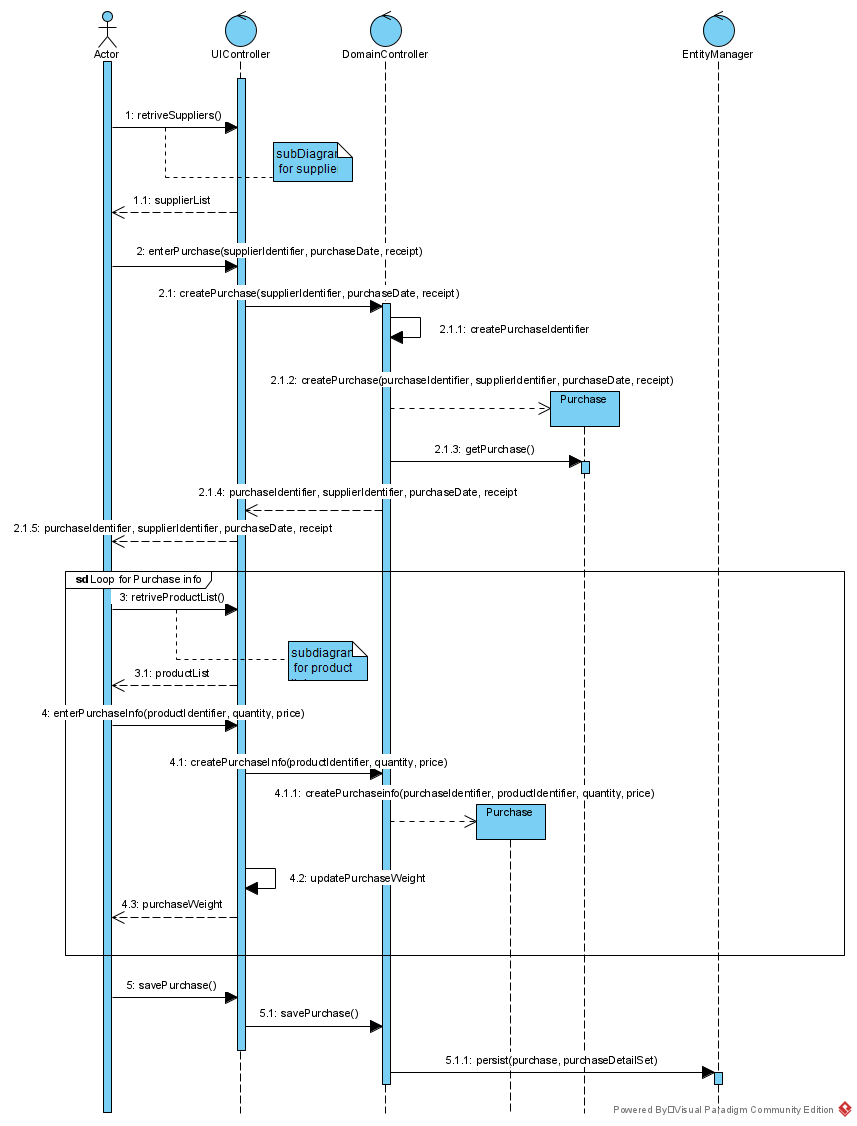 Actor
UIController
DomainController
EntityManager
1: retriveSuppliers()
subDiagram
for supplie
1.1: supplierList
2: enterPurchase(supplierIdentifier, purchaseDate, receipt)
2.1: createPurchase(supplierIdentifier, purchaseDate, receipt)
2.1.1: createPurchaseIdentifier
2.1.2: createPurchase(purchaseIdentifier, supplierIdentifier, purchaseDate, receipt)
Purchase
2.1.3: getPurchase()
2.1.4: purchaseIdentifier, supplierIdentifier, purchaseDate, receipt
2.1.5: purchaseIdentifier, supplierIdentifier, purchaseDate, receipt
sd Loop for Purchase info
3: retriveProductList()
subdiagram
for product
3.1: productList
4: enterPurchaseInfo(productIdentifier, quantity, price)
4.1: createPurchaseInfo(productIdentifier, quantity, price)
4.1.1: createPurchaseinfo(purchaseIdentifier, productIdentifier, quantity, price)
Purchase
4.2: updatePurchaseWeight
4.3: purchaseWeight
5: savePurchase()
5.1: savePurchase()
5.1.1: persist(purchase, purchaseDetailSet)
Powered By Visual Paradigm Community Edition